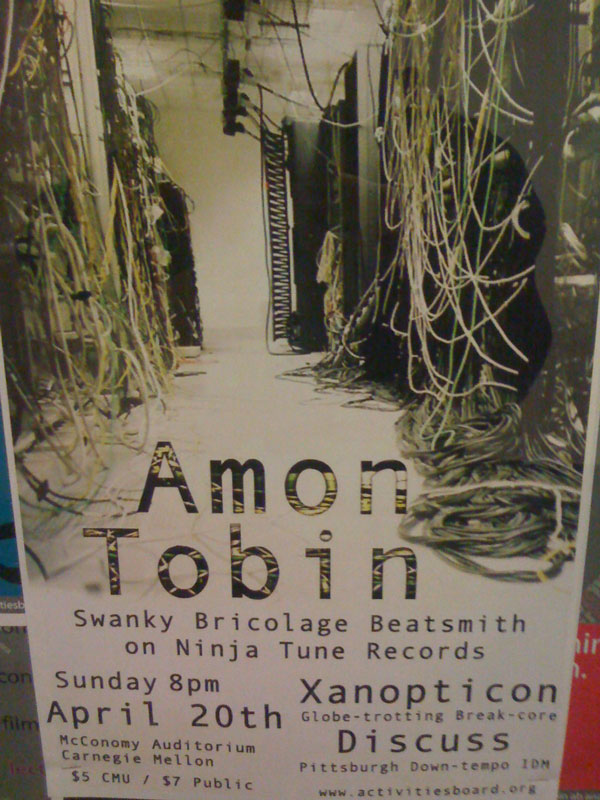 Amon
Tobin
Swanky Bricolage Beatsmith
on Ninja Tune Records
Sunday 8pm
April 20th
McConomy Auditorium
Carnegie Mellon
$5 CMU / $7 Public
Xanopticon
Globe-trotting Break-core
Discuss
Pittsburgh Down-tempo IDM
www.activitiesboard.org
film